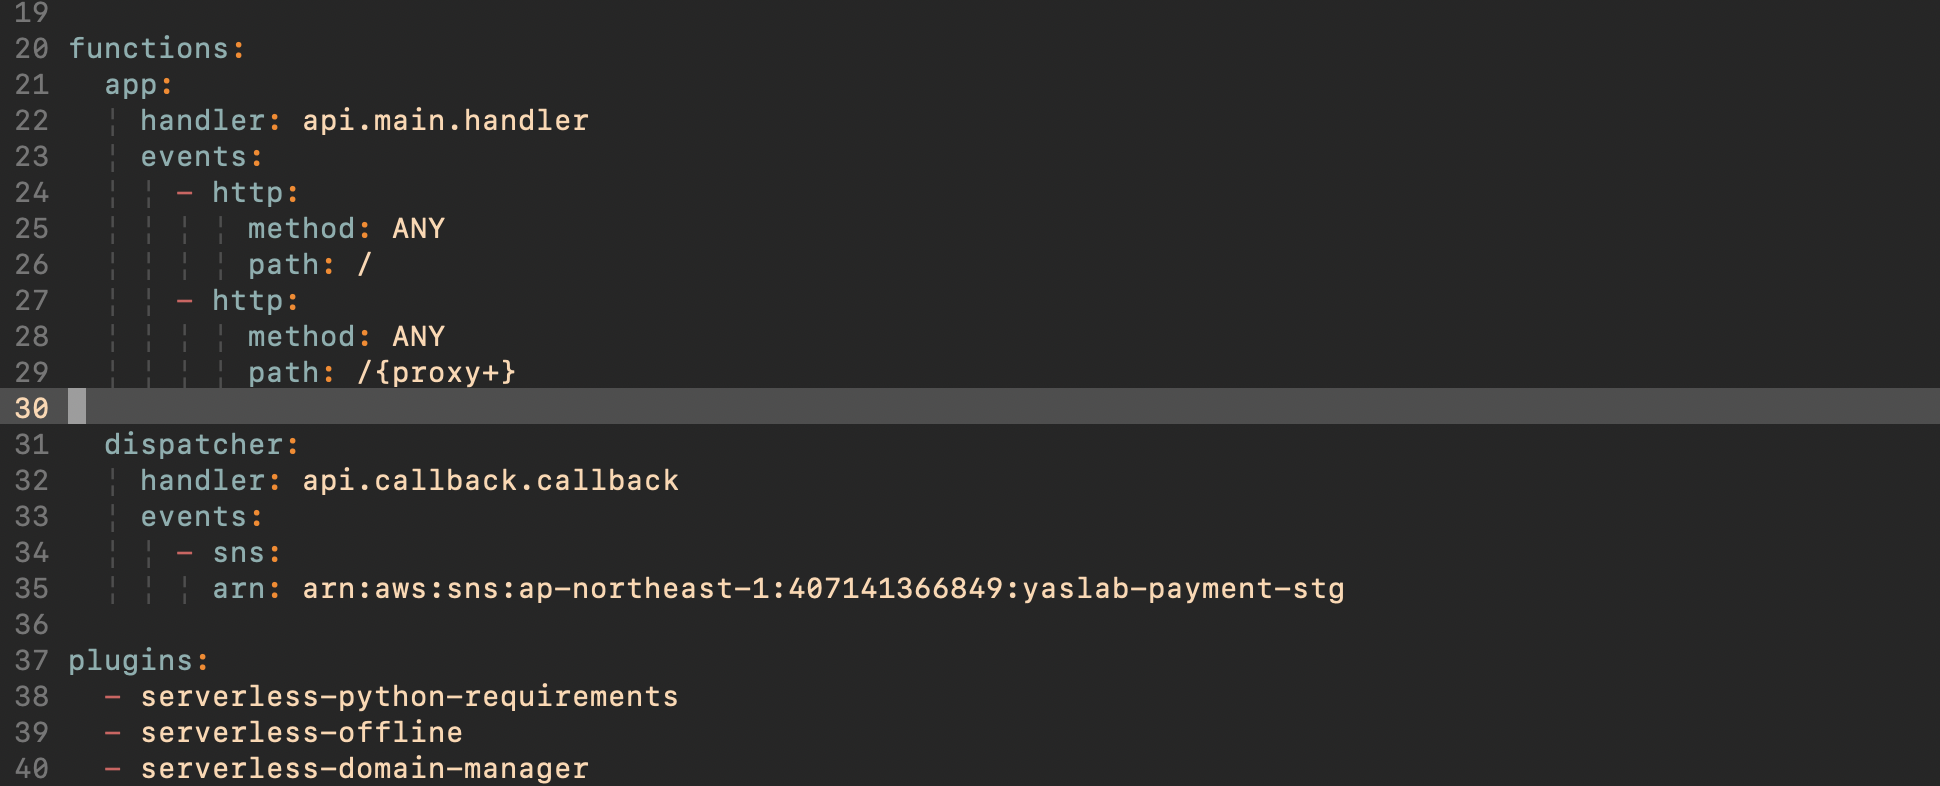 19
20 functions:
21   app:
22     handler: api.main.handler
23     events:
24       - http:
25           method: ANY
26           path: /
27       - http:
28           method: ANY
29           path: /{proxy+}
30
31   dispatcher:
32     handler: api.callback.callback
33     events:
34       - sns:
35         arn: arn:aws:sns:ap-northeast-1:407141366849:yaslab-payment-stg
36
37 plugins:
38   - serverless-python-requirements
39   - serverless-offline
40   - serverless-domain-manager